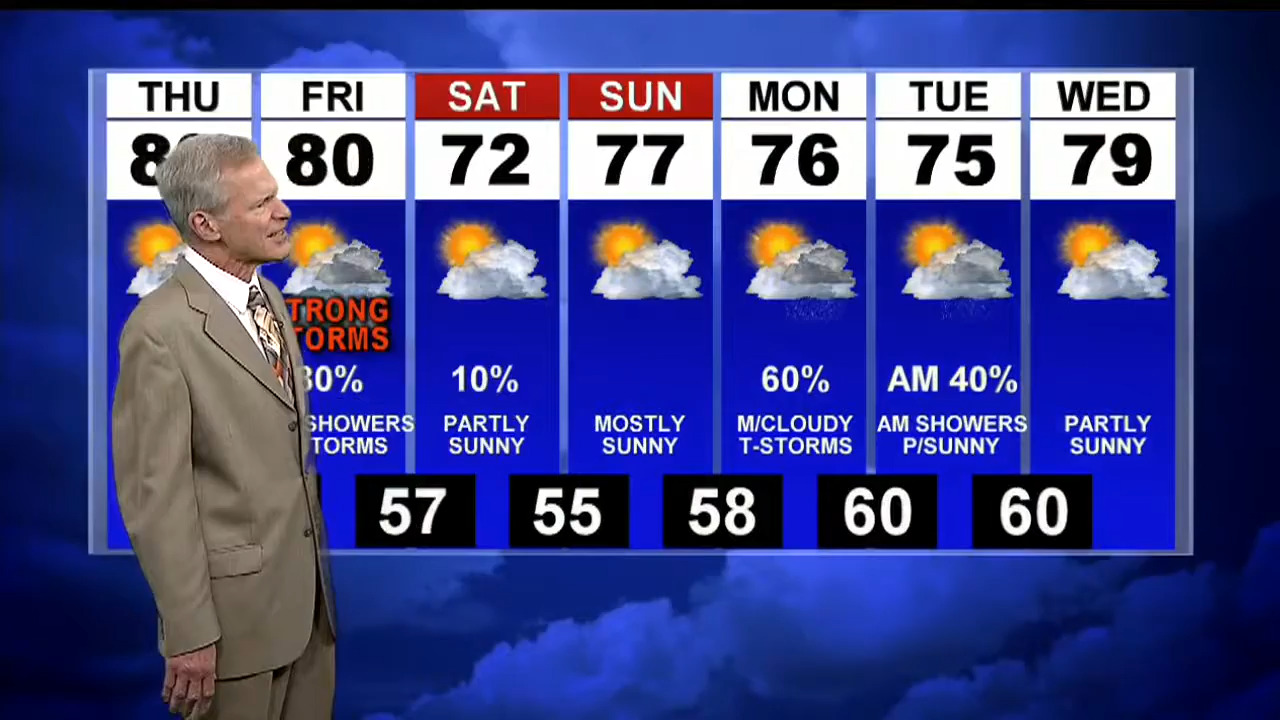 THU FRI SAT SUN MON TUE WED
80 72 77 76 75 79
TRONG
TORMS
10% 60% AM 40%
SHOWERS PARTLY MOSTLY M/CLOUDY AM SHOWERS PARTLY
TORMS SUNNY SUNNY T-STORMS P/SUNNY SUNNY
57 55 58 60 60